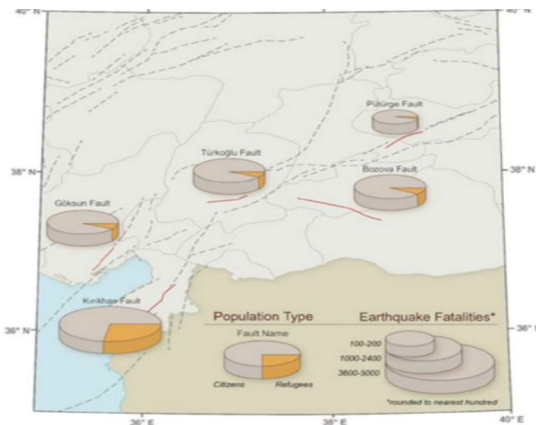 40° N
40° N
Pütürge Fault
Türkoğlu Fault
38° N
38° N
Bozova Fault
Göksun Fault
Kırıkhan Fault
Population Type
Earthquake Fatalities*
36° N
36° N
Fault Name
100-200
1000-2400
3600-5000
Citizens
Refugees
*rounded to nearest hundred
36° E
38° E
40° E